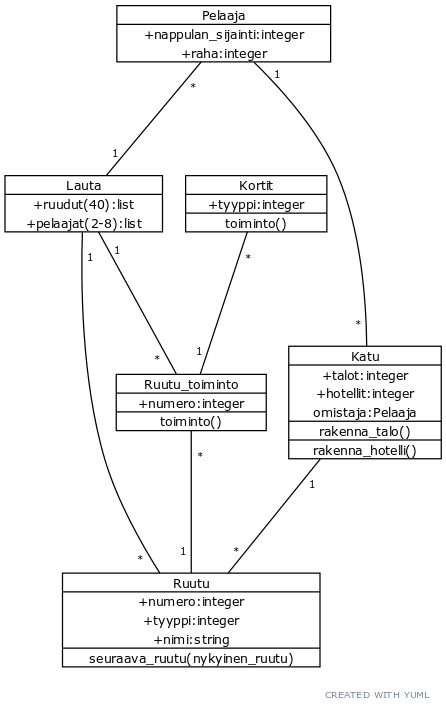 Pelaaja
+nappulan_sijainti:integer
+raha:integer
*
1
1
Lauta
+ruudut(40):list
+pelaajat(2-8):list
Kortit
+tyyppi:integer
toiminto()
1
1
*
1
*
*
Ruutu_toiminto
+numero:integer
toiminto()
Katu
+talot:integer
+hotellit:integer
omistaja:Pelaaja
rakenna_talo()
rakenna_hotelli()
*
1
1
*
*
Ruutu
+numero:integer
+tyyppi:integer
+nimi:string
seuraava_ruutu(nykyinen_ruutu)
CREATED WITH YUML